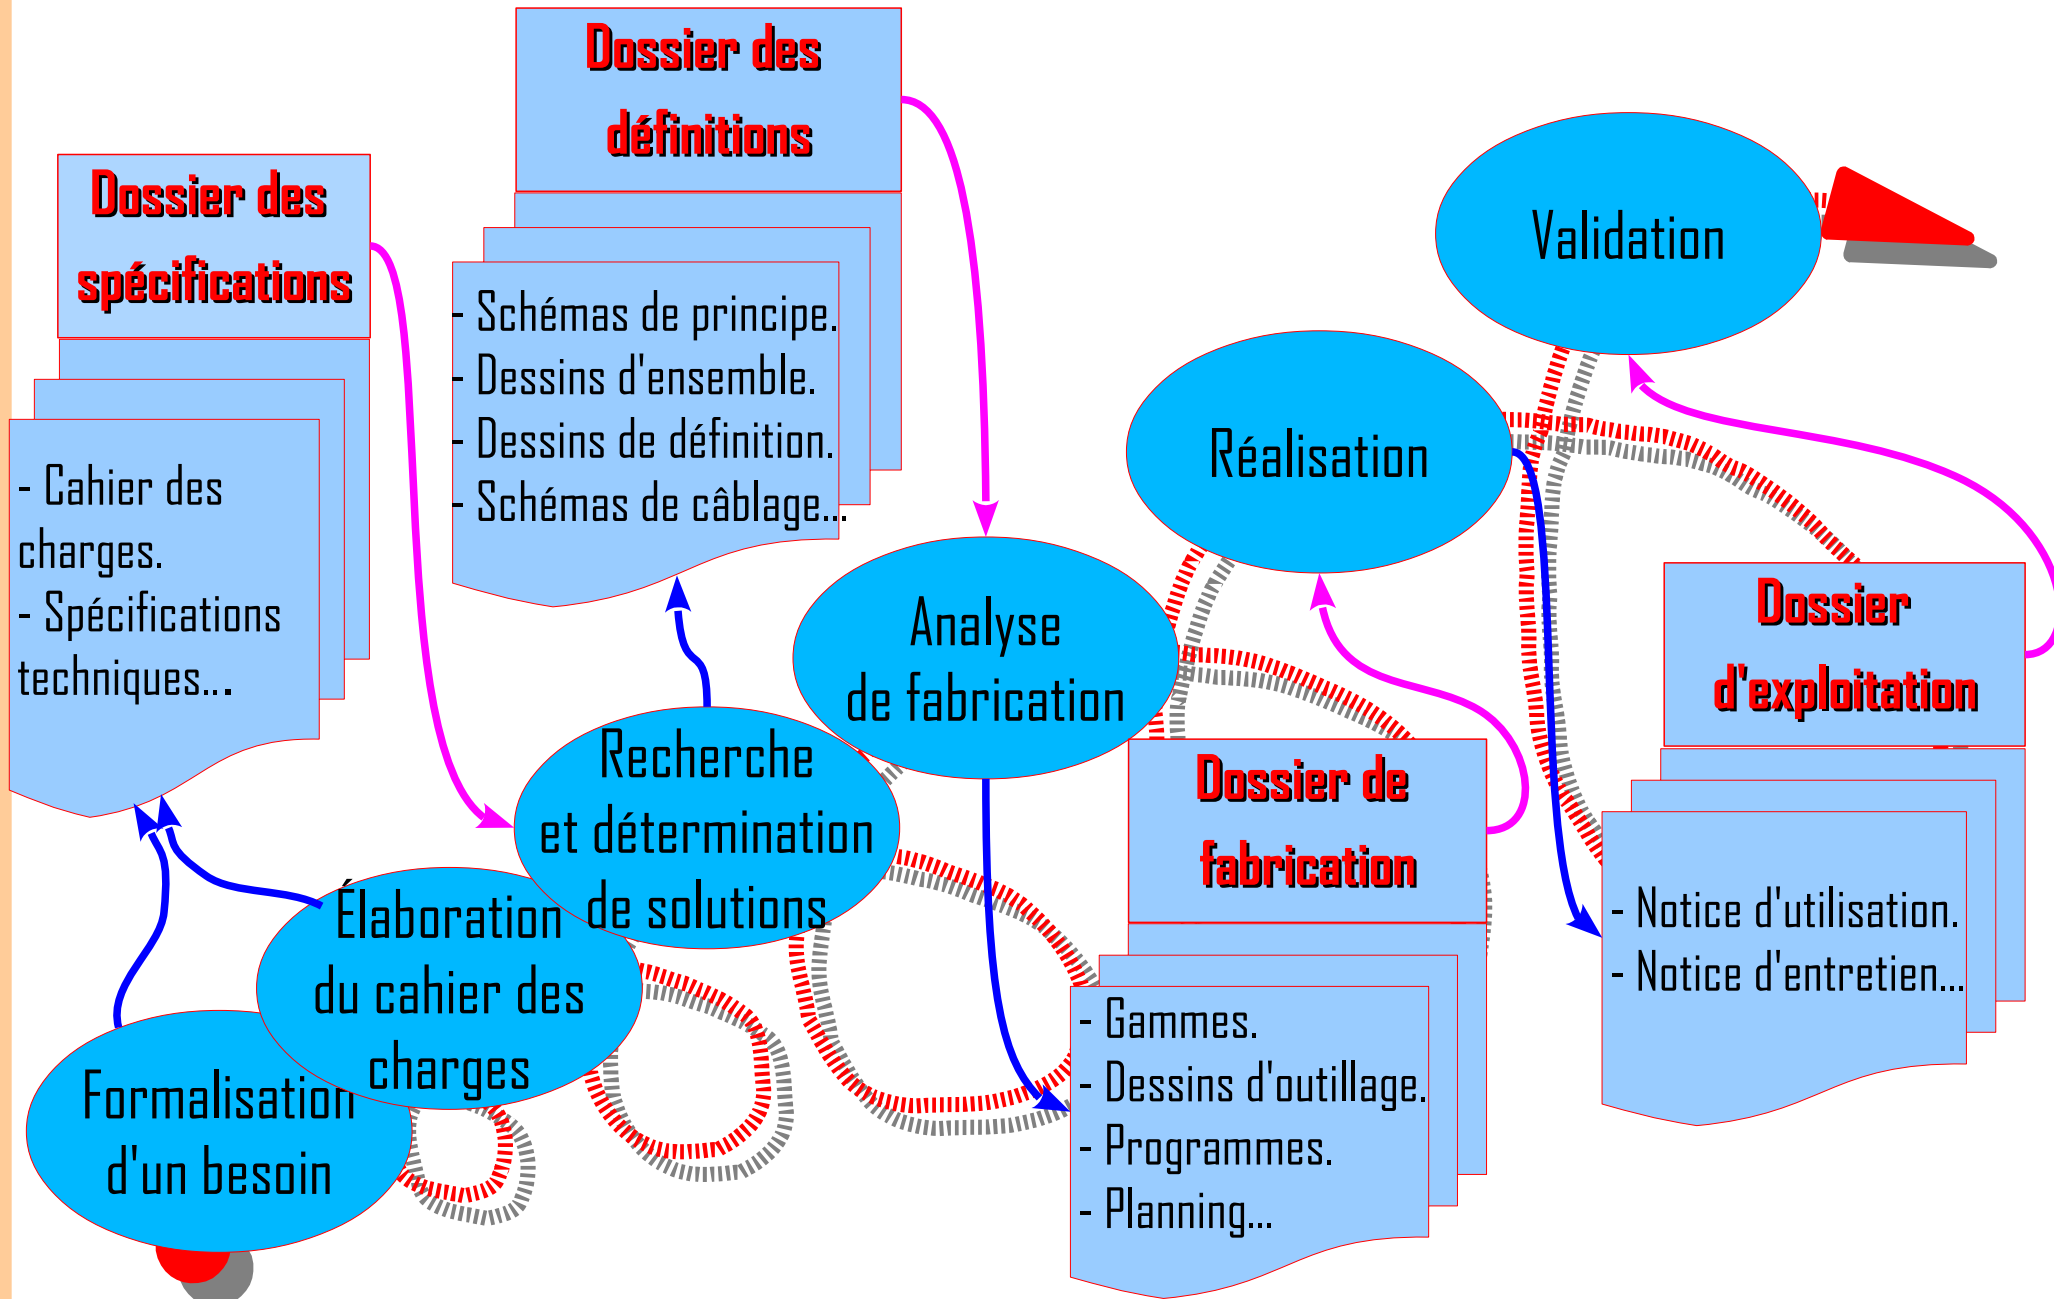 Dossier des
spécifications
- Cahier des
charges.
- Spécifications
techniques...
Dossier des
définitions
- Schémas de principe.
- Dessins d'ensemble.
- Dessins de définition.
- Schémas de câblage...
Formalisation
d'un besoin
Élaboration
du cahier des
charges
Recherche
et détermination
de solutions
Analyse
de fabrication
Dossier de
fabrication
- Gammes.
- Dessins d'outillage.
- Programmes.
- Planning...
Réalisation
Dossier
d'exploitation
- Notice d'utilisation.
- Notice d'entretien...
Validation